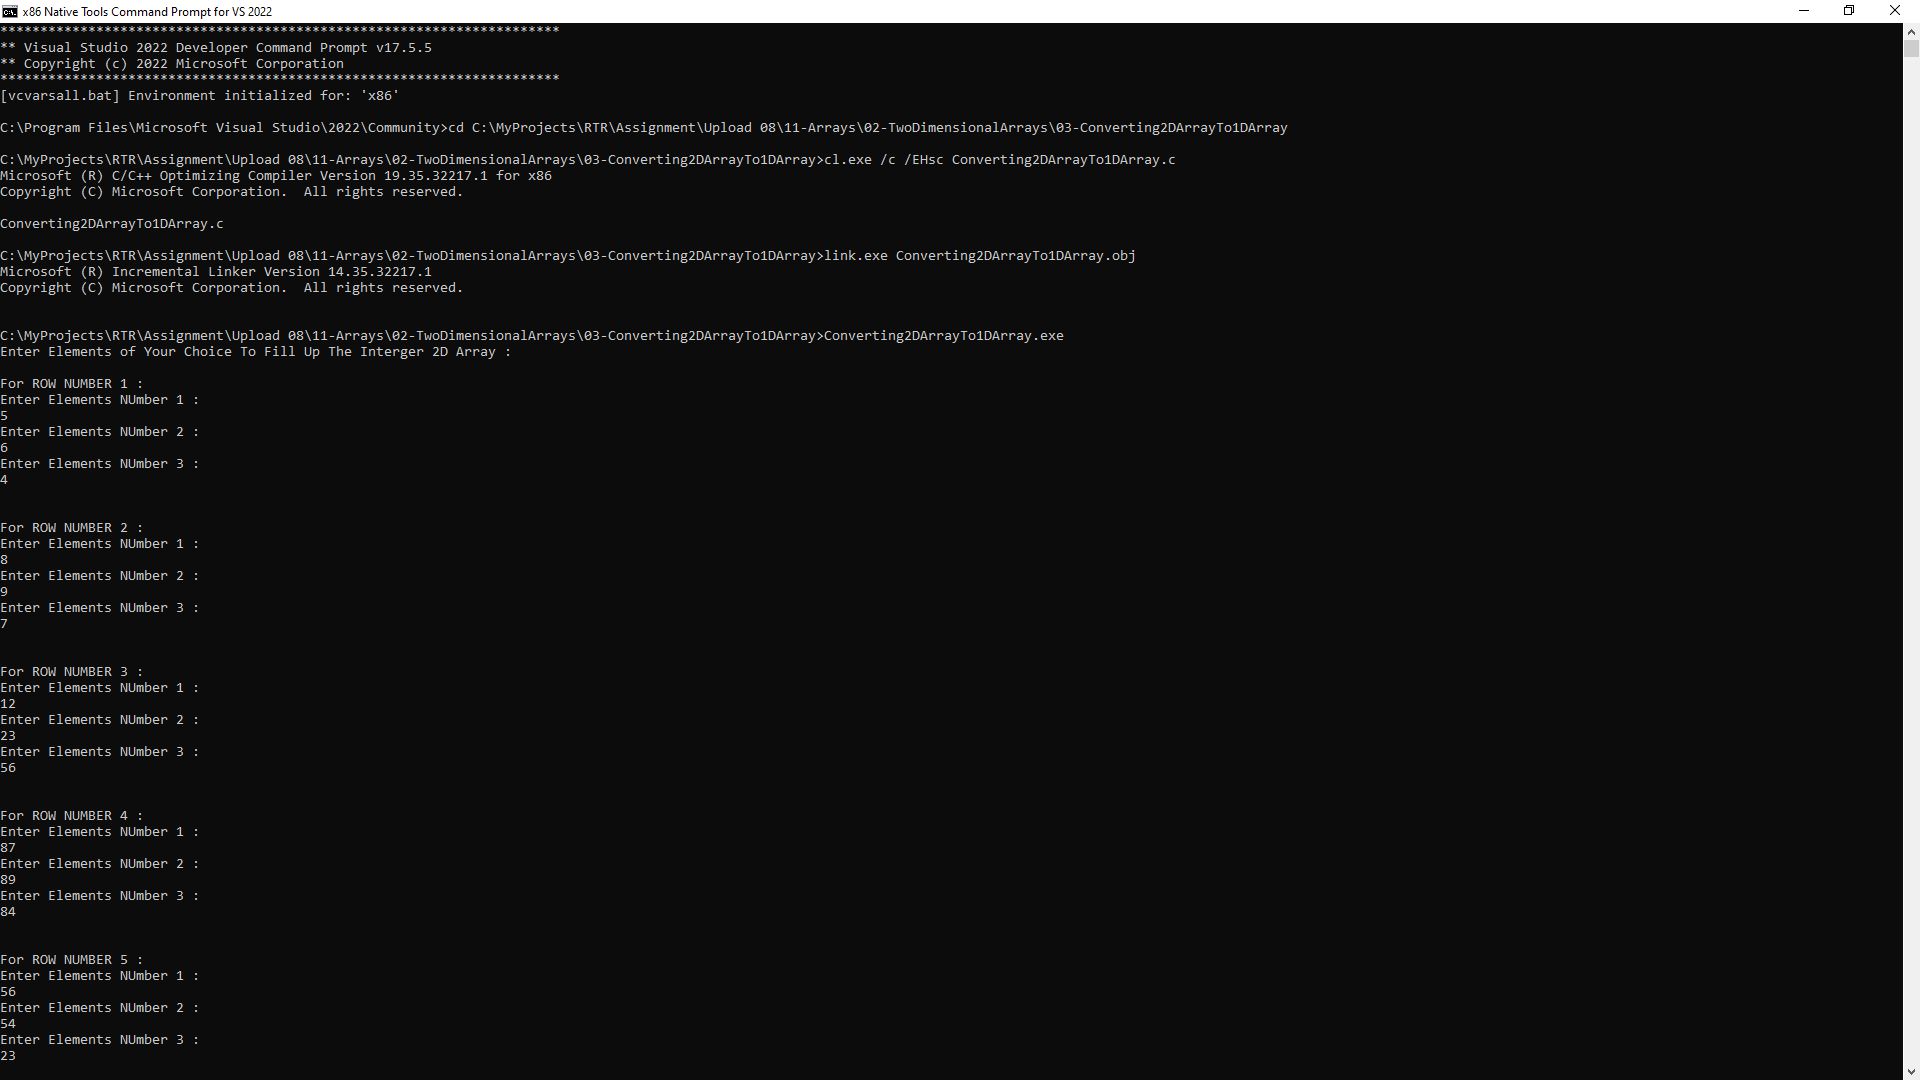 x86 Native Tools Command Prompt for VS 2022
**********************************************************************
** Visual Studio 2022 Developer Command Prompt v17.5.5
** Copyright (c) 2022 Microsoft Corporation
**********************************************************************
[vcvarsall.bat] Environment initialized for: 'x86'
C:\Program Files\Microsoft Visual Studio\2022\Community>cd C:\MyProjects\RTR\Assignment\Upload 08\11-Arrays\02-TwoDimensionalArrays\03-Converting2DArrayTo1DArray
C:\MyProjects\RTR\Assignment\Upload 08\11-Arrays\02-TwoDimensionalArrays\03-Converting2DArrayTo1DArray>cl.exe /c /EHsc Converting2DArrayTo1DArray.c
Microsoft (R) C/C++ Optimizing Compiler Version 19.35.32217.1 for x86
Copyright (C) Microsoft Corporation.  All rights reserved.
Converting2DArrayTo1DArray.c
C:\MyProjects\RTR\Assignment\Upload 08\11-Arrays\02-TwoDimensionalArrays\03-Converting2DArrayTo1DArray>link.exe Converting2DArrayTo1DArray.obj
Microsoft (R) Incremental Linker Version 14.35.32217.1
Copyright (C) Microsoft Corporation.  All rights reserved.
C:\MyProjects\RTR\Assignment\Upload 08\11-Arrays\02-TwoDimensionalArrays\03-Converting2DArrayTo1DArray>Converting2DArrayTo1DArray.exe
Enter Elements of Your Choice To Fill Up The Interger 2D Array :
For ROW NUMBER 1 :
Enter Elements NUmber 1 :
5
Enter Elements NUmber 2 :
6
Enter Elements NUmber 3 :
4
For ROW NUMBER 2 :
Enter Elements NUmber 1 :
8
Enter Elements NUmber 2 :
9
Enter Elements NUmber 3 :
7
For ROW NUMBER 3 :
Enter Elements NUmber 1 :
12
Enter Elements NUmber 2 :
23
Enter Elements NUmber 3 :
56
For ROW NUMBER 4 :
Enter Elements NUmber 1 :
87
Enter Elements NUmber 2 :
89
Enter Elements NUmber 3 :
84
For ROW NUMBER 5 :
Enter Elements NUmber 1 :
56
Enter Elements NUmber 2 :
54
Enter Elements NUmber 3 :
23